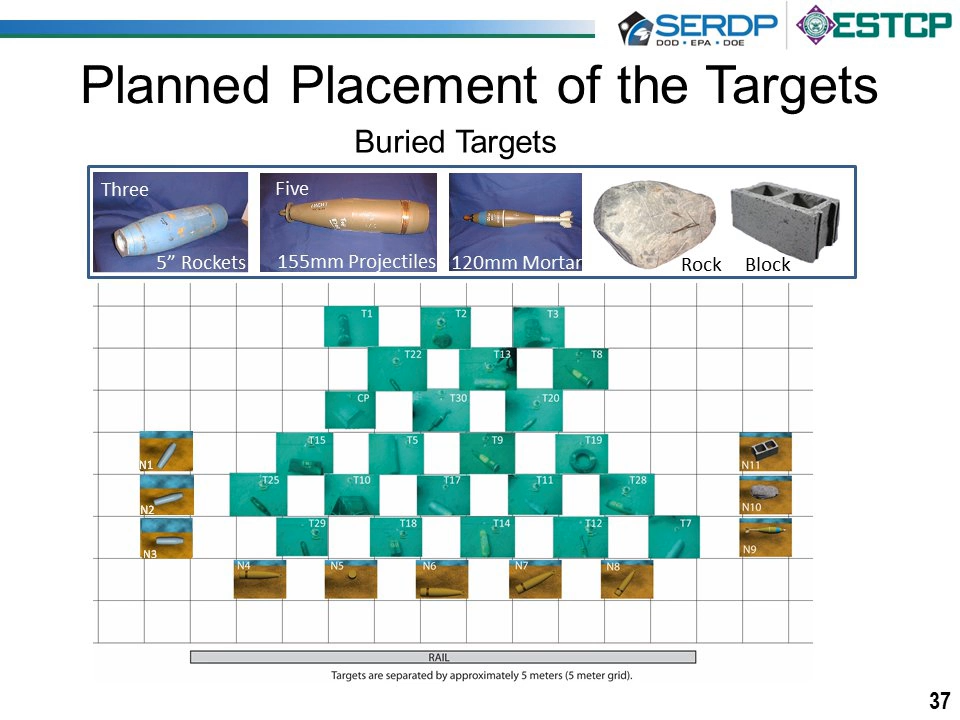 SERDP
DOD • EPA • DOE
ESTCP
Planned Placement of the Targets
Buried Targets
Three
5” Rockets
Five
155mm Projectiles
120mm Mortar
Rock
Block
T1 T2 T3
T22 T13 T8
CP T30 T20
T15 T5 T9 T19
N1 N11
T25 T10 T17 T11 T28
N2 N10
T29 T18 T14 T12 T7
N3 N9
N4 N5 N6 N7 N8
RAIL
Targets are separated by approximately 5 meters (5 meter grid).
37